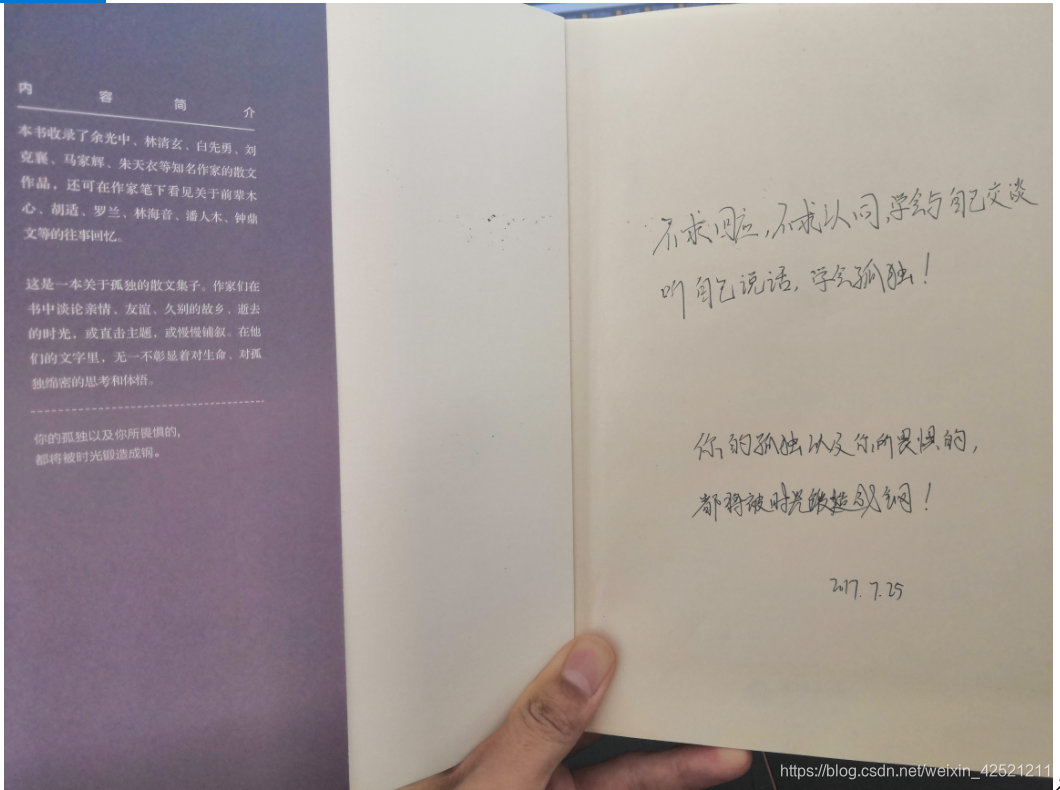 内容简介
本书收录了余光中、林清玄、白先勇、刘
克襄、马家辉、朱天衣等知名作家的散文
作品，还可在作家笔下看见关于前辈木
心、胡适、罗兰、林海音、潘人木、钟鼎
文等的往事回忆。
这是一本关于孤独的散文集子。作家们在
书中谈论亲情、友谊、久别的故乡、逝去
的时光，或直击主题，或慢慢铺叙。在他
们的文字里，无一不彰显着对生命、对孤
独绵密的思考和体悟。
你的孤独以及你所畏惧的，
都将被时光锻造成钢。
不求回应，不求认同，学会与自己交谈
听自己说话，学会孤独！
你的孤独以及你所畏惧的，
都将被时光锻造成钢！
2017.7.25
https://blog.csdn.net/weixin_42521211